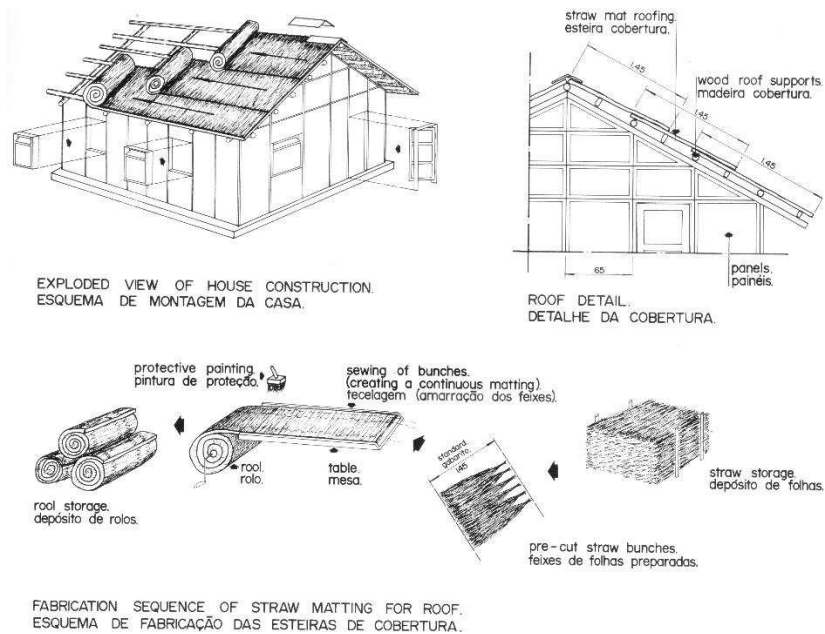 straw mat roofing.
esteira cobertura.
1.45
wood roof supports.
madeira cobertura.
1.45
1.45
65
panels.
painéis.
EXPLODED VIEW OF HOUSE CONSTRUCTION.
ESQUEMA DE MONTAGEM DA CASA.
ROOF DETAIL.
DETALHE DA COBERTURA.
protective painting.
pintura de proteção.
sewing of bunches.
(creating a continuous matting).
tecelagem (amarração dos feixes).
standard.
gabarito.
145
rool.
rolo.
table.
mesa.
straw storage.
depósito de folhas.
rool storage.
depósito de rolos.
pre-cut straw bunches.
feixes de folhas preparadas.
FABRICATION SEQUENCE OF STRAW MATTING FOR ROOF.
ESQUEMA DE FABRICAÇÃO DAS ESTEIRAS DE COBERTURA.